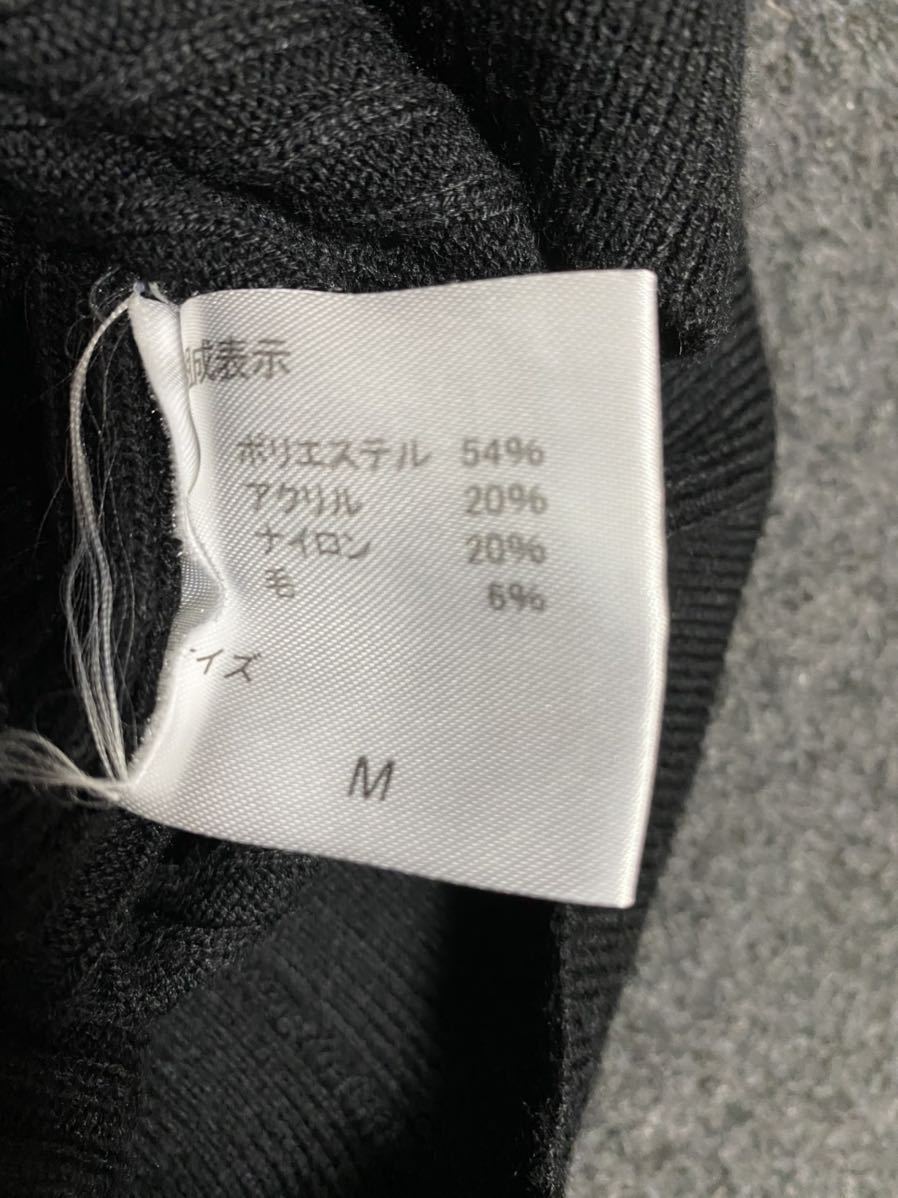 組成表示
ポリエステル 54%
アクリル 20%
ナイロン 20%
毛 6%
イズ
M